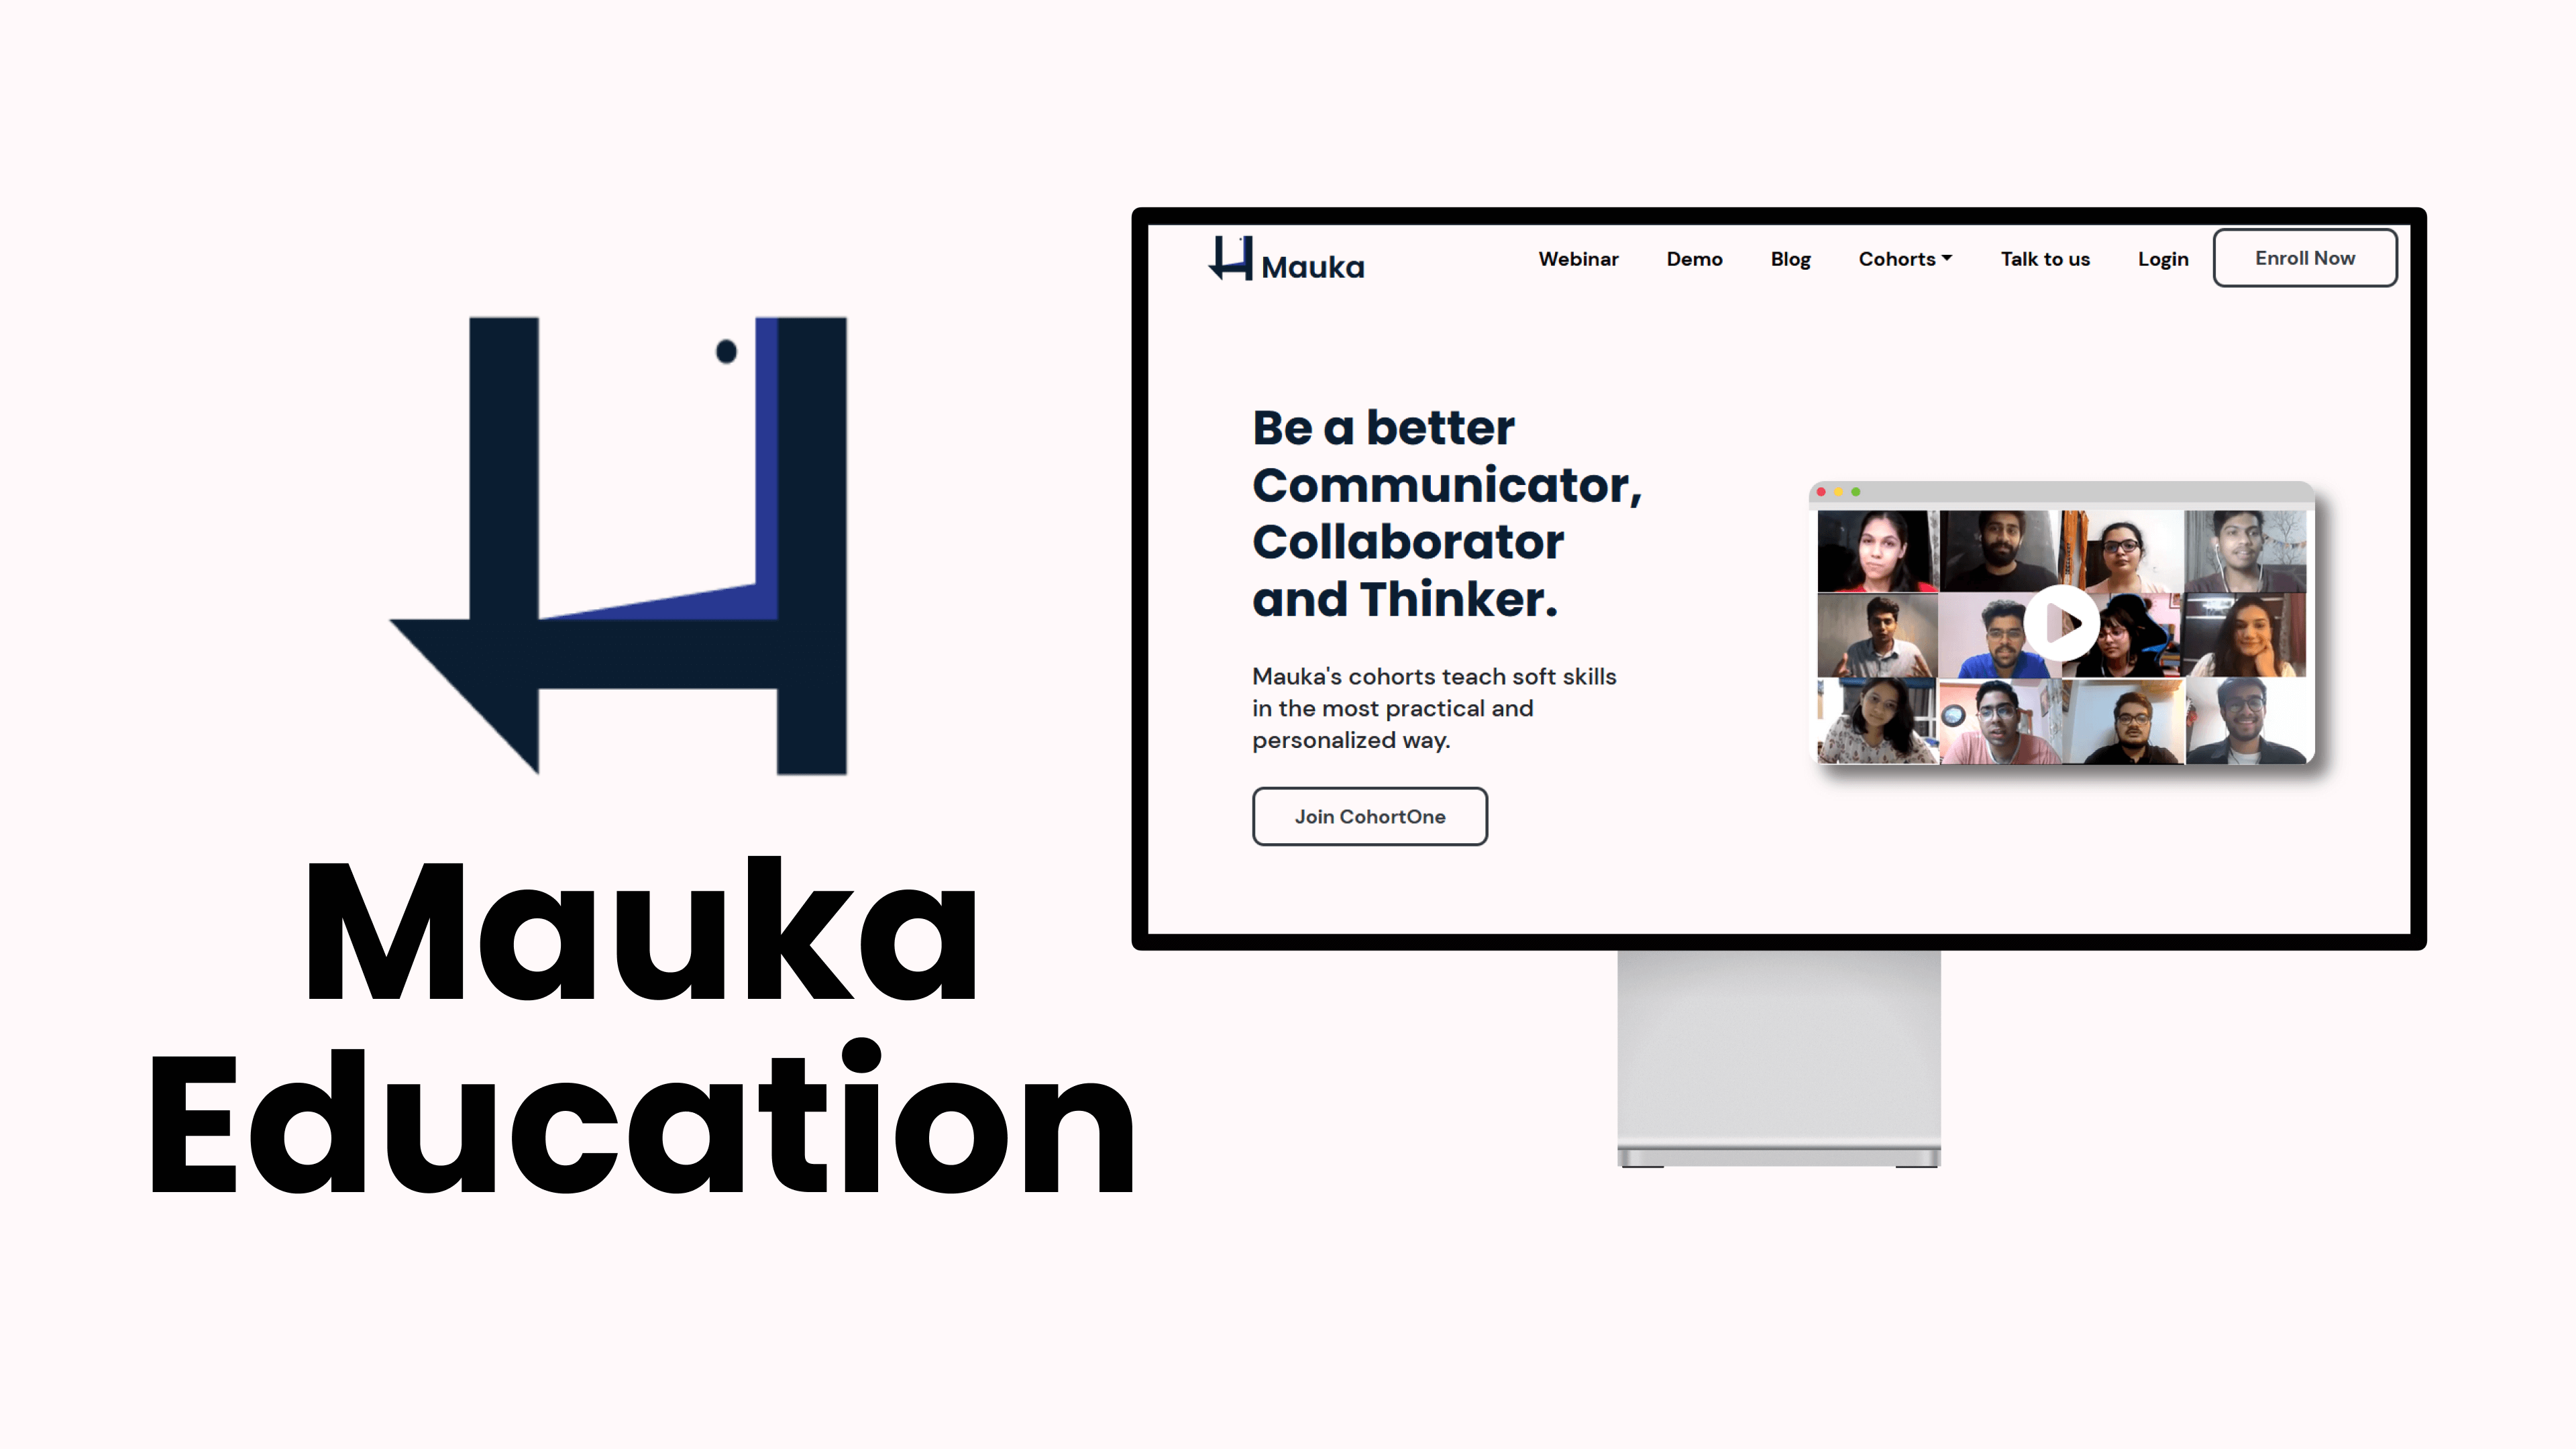 Mauka
Education
Mauka
Webinar
Demo
Blog
Cohorts
Talk to us
Login
Enroll Now
Be a better
Communicator,
Collaborator
and Thinker.
Mauka's cohorts teach soft skills
in the most practical and
personalized way.
Join CohortOne